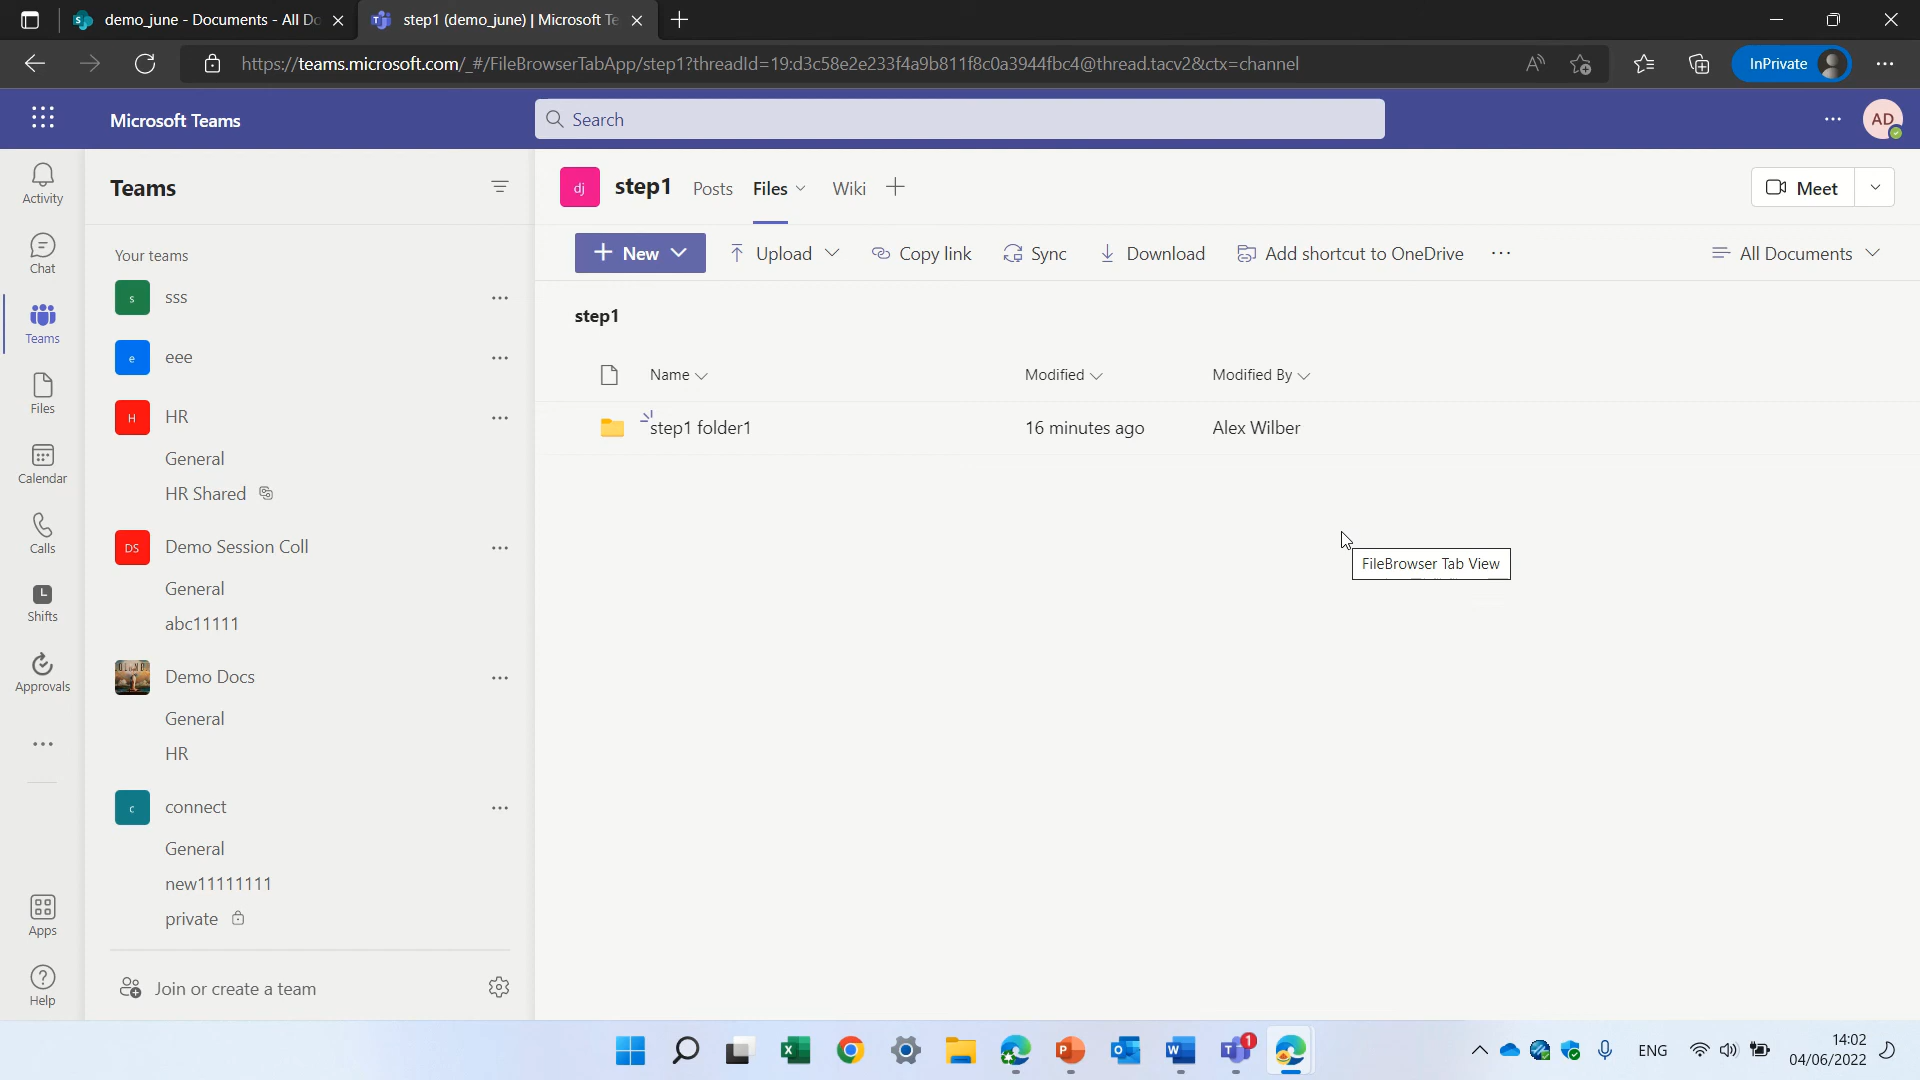 demo_june - Documents - All Do
step1 (demo_june) | Microsoft Te
https://teams.microsoft.com/_#/FileBrowserTabApp/step1?threadId=19:d3c58e2e233f4a9b811f8c0a3944fbc4@thread.tacv2&ctx=channel
InPrivate
Microsoft Teams
Search
AD
Activity
Chat
Teams
Files
Calendar
Calls
Shifts
Approvals
Apps
Help
Teams
Your teams
s sss
e eee
H HR
General
HR Shared
DS Demo Session Coll
General
abc11111
Demo Docs
General
HR
c connect
General
new11111111
private
Join or create a team
dj step1 Posts Files Wiki
Meet
New Upload Copy link Sync Download Add shortcut to OneDrive All Documents
step1
Name Modified Modified By
step1 folder1 16 minutes ago Alex Wilber
FileBrowser Tab View
1
ENG
14:02
04/06/2022